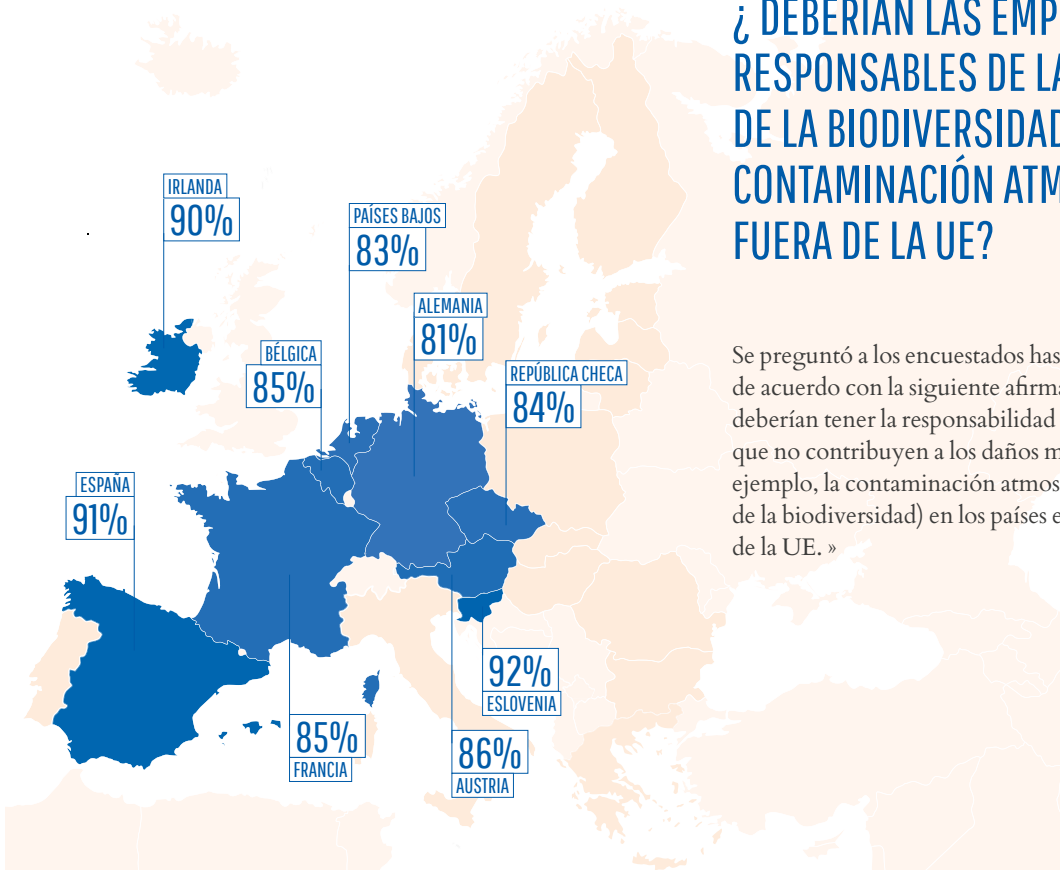 ¿ DEBERÍAN LAS EMP
RESPONSABLES DE LA
DE LA BIODIVERSIDAD
CONTAMINACIÓN ATM
FUERA DE LA UE?
Se preguntó a los encuestados has
de acuerdo con la siguiente afirma
deberían tener la responsabilidad
que no contribuyen a los daños m
ejemplo, la contaminación atmos
de la biodiversidad) en los países e
de la UE. »
IRLANDA
90%
PAÍSES BAJOS
83%
ALEMANIA
81%
BÉLGICA
85%
REPÚBLICA CHECA
84%
ESPAÑA
91%
92%
ESLOVENIA
85%
FRANCIA
86%
AUSTRIA